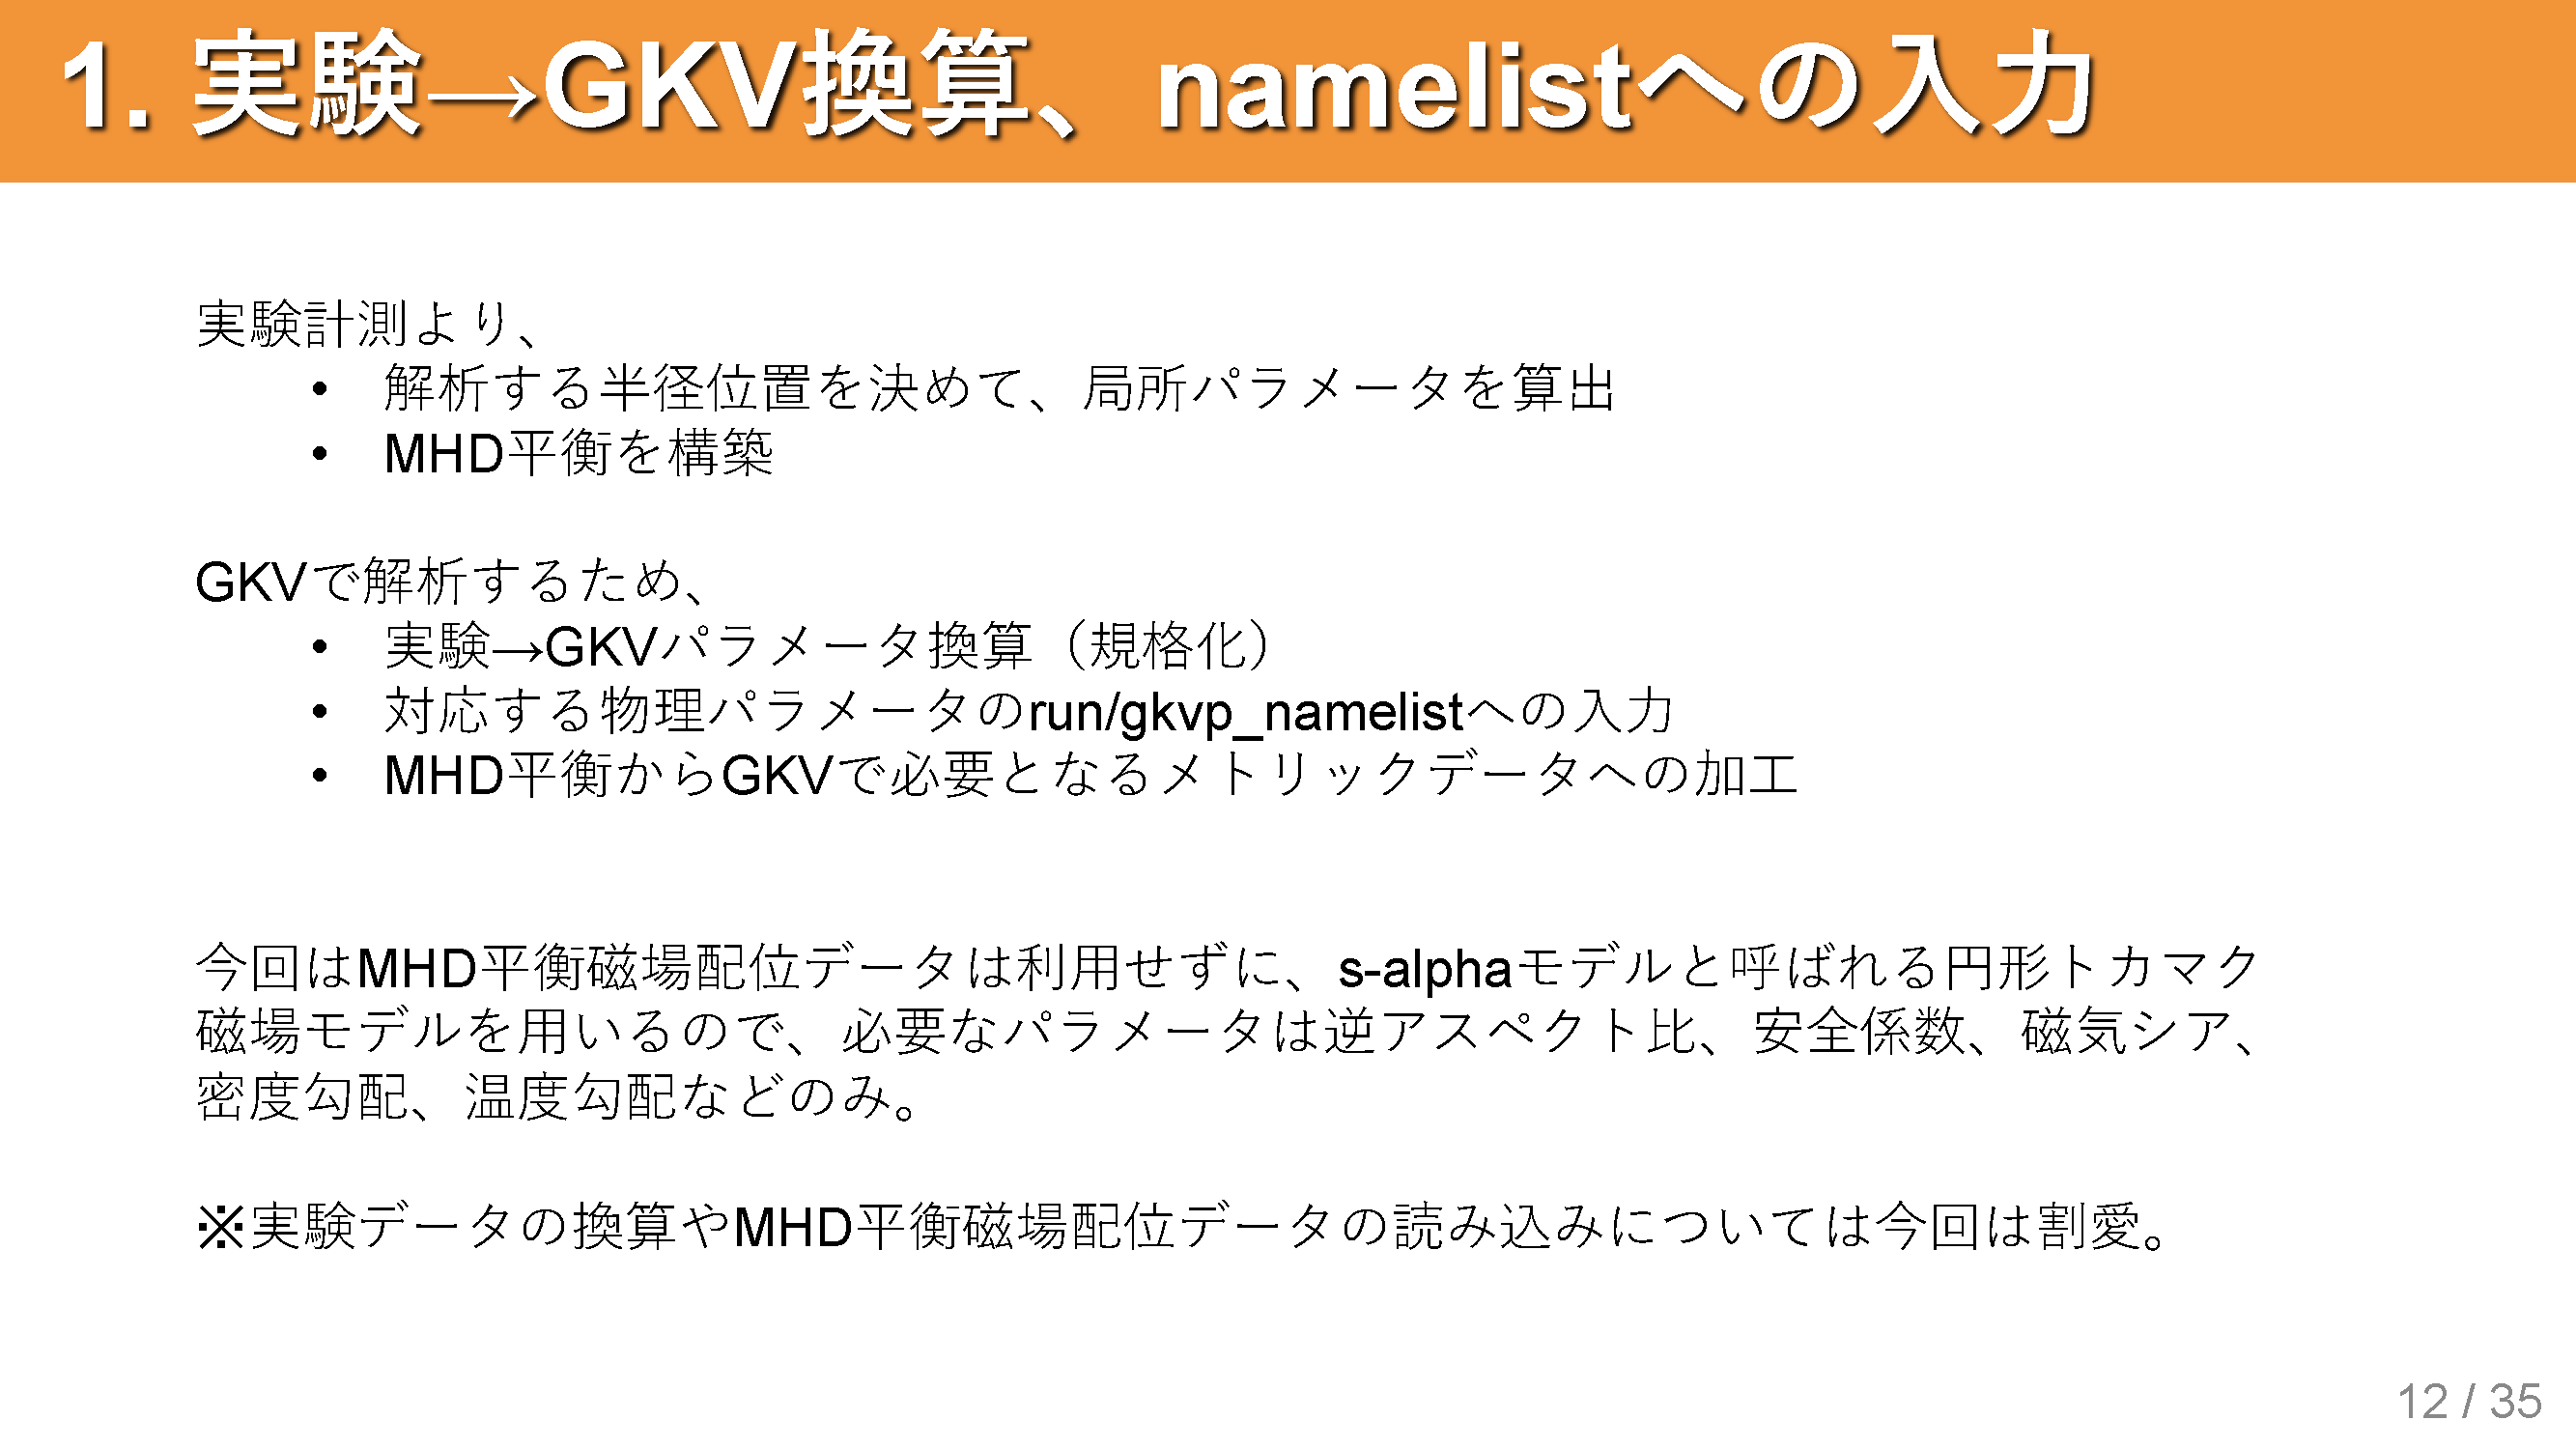 1. 実験→GKV換算、namelistへの入力
実験計測より、
• 解析する半径位置を決めて、局所パラメータを算出
• MHD平衡を構築
GKVで解析するため、
• 実験→GKVパラメータ換算（規格化）
• 対応する物理パラメータのrun/gkvp_namelistへの入力
• MHD平衡からGKVで必要となるメトリックデータへの加工
今回はMHD平衡磁場配位データは利用せずに、s-alphaモデルと呼ばれる円形トカマク
磁場モデルを用いるので、必要なパラメータは逆アスペクト比、安全係数、磁気シア、
密度勾配、温度勾配などのみ。
※実験データの換算やMHD平衡磁場配位データの読み込みについては今回は割愛。
12 / 35